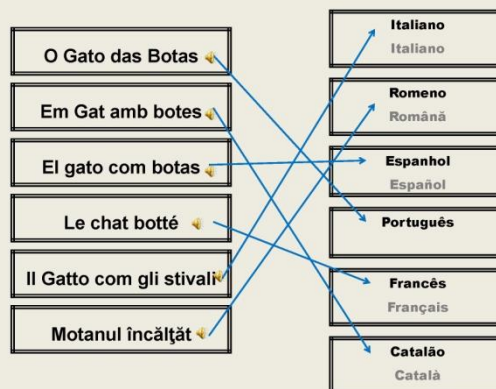 O Gato das Botas
Em Gat amb botes
El gato com botas
Le chat botté
Il Gatto com gli stivali
Motanul încălţăt
Italiano
Italiano
Romeno
Română
Espanhol
Español
Português
Francês
Français
Catalão
Català